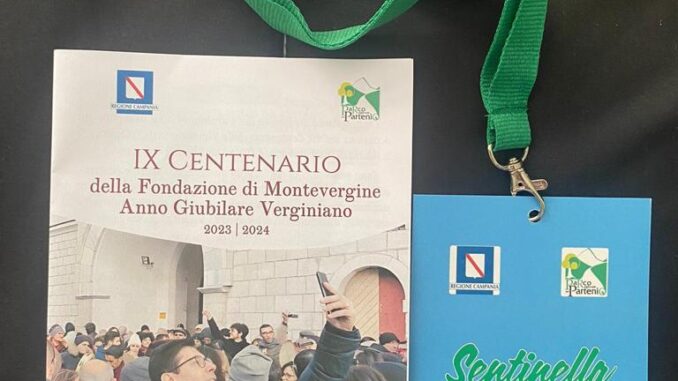 REGIONE CAMPANIA
Parco
Partenio
IX CENTENARIO
della Fondazione di Montevergine
Anno Giubilare Verginiano
2023 | 2024
REGIONE CAMPANIA
Parco
Partenio
Sentinella